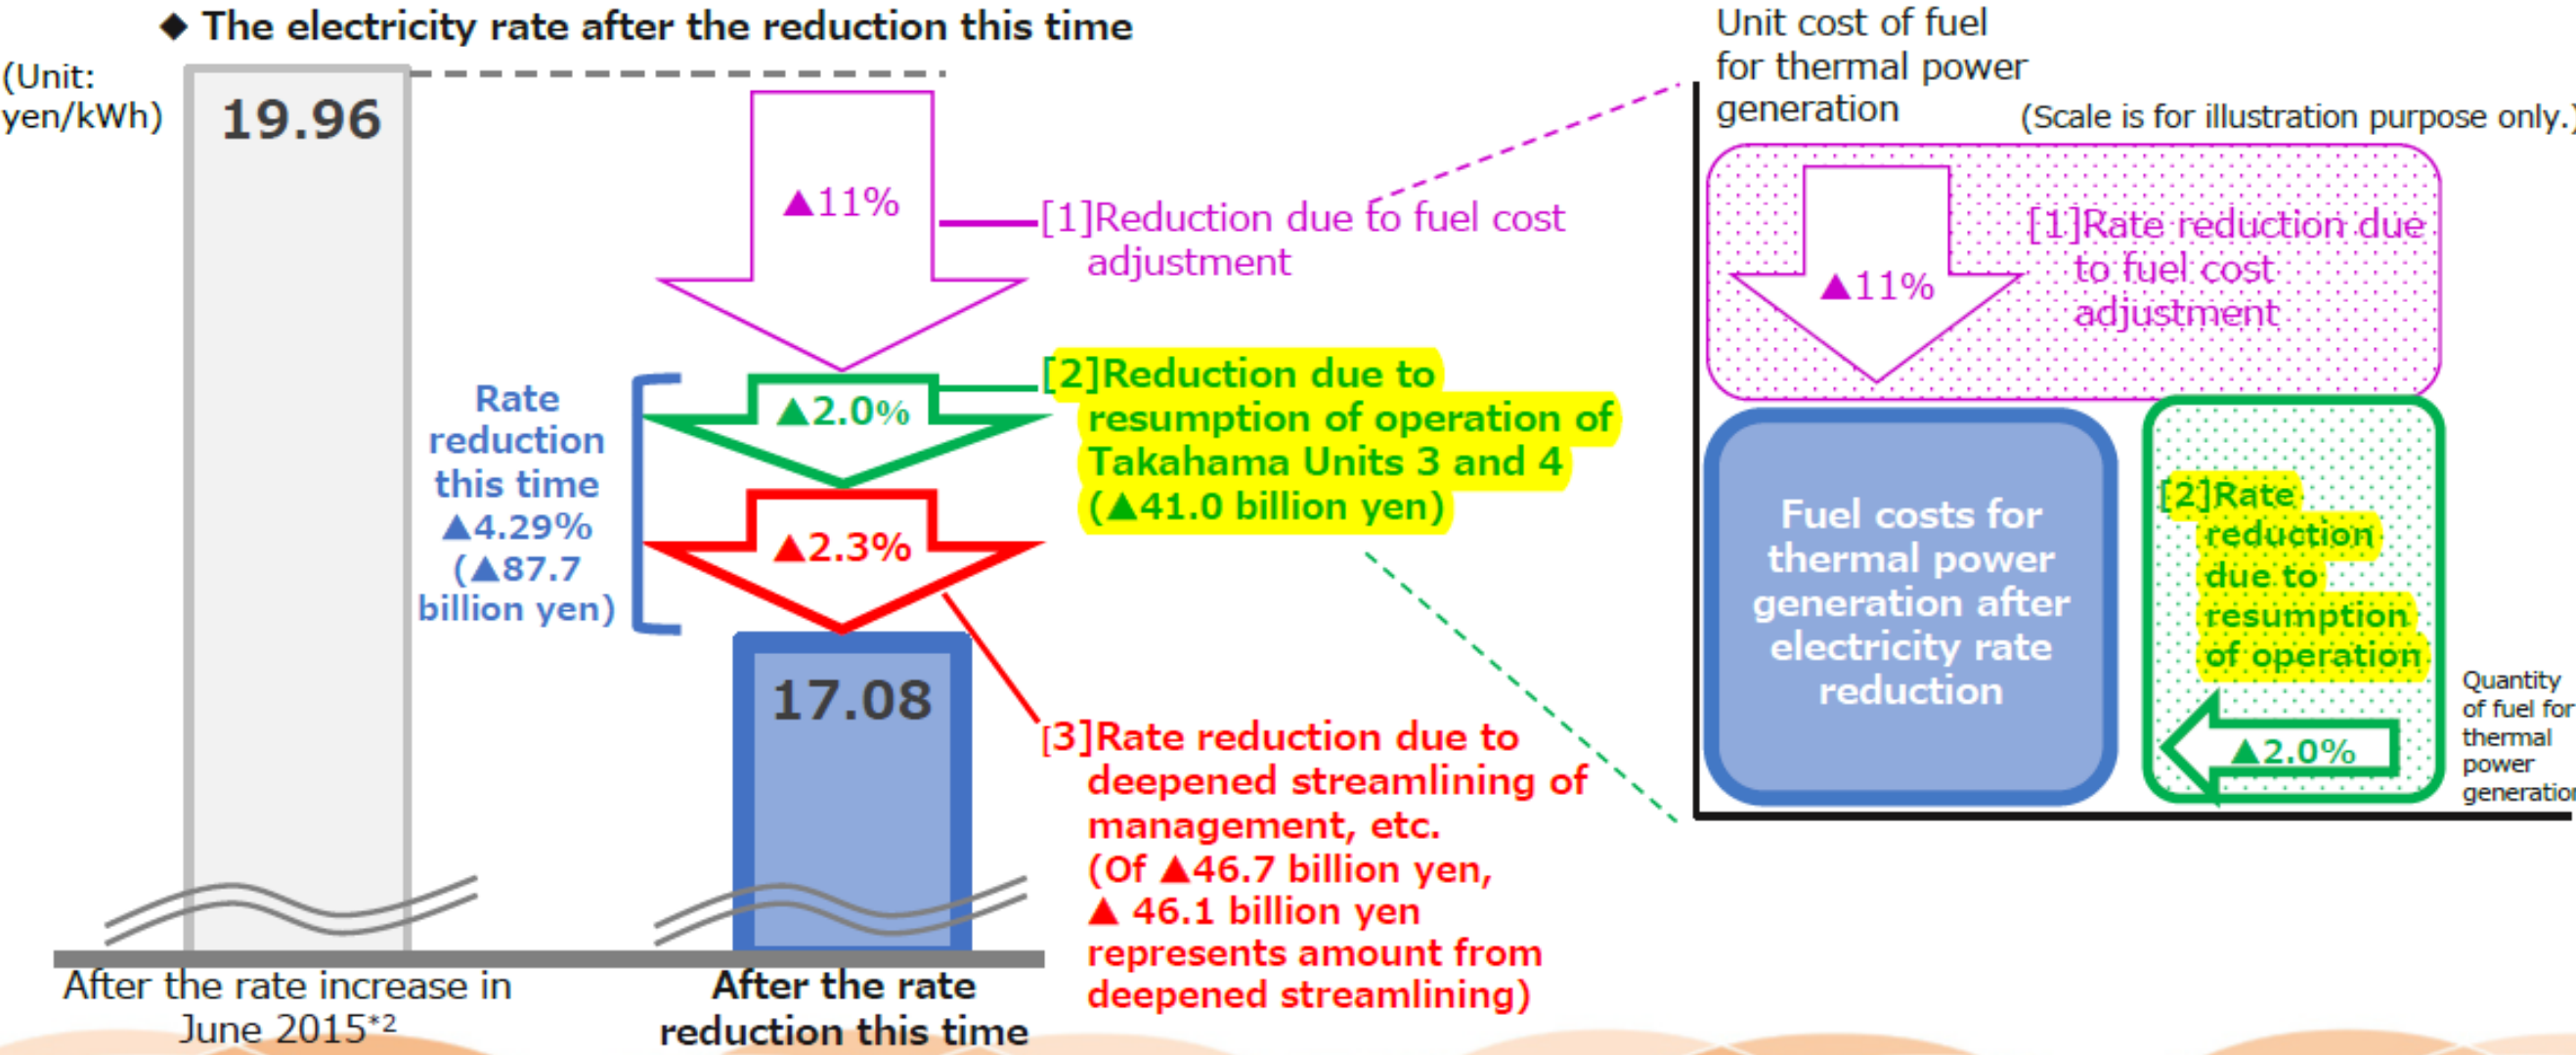 ◆ The electricity rate after the reduction this time
(Unit:
yen/kWh)
19.96
▲11%
[1]Reduction due to fuel cost
adjustment
Rate
reduction
this time
▲4.29%
(▲87.7
billion yen)
▲2.0%
[2]Reduction due to
resumption of operation of
Takahama Units 3 and 4
(▲41.0 billion yen)
▲2.3%
17.08
[3]Rate reduction due to
deepened streamlining of
management, etc.
(Of ▲46.7 billion yen,
▲ 46.1 billion yen
represents amount from
deepened streamlining)
After the rate increase in
June 2015*2
After the rate
reduction this time
Unit cost of fuel
for thermal power
generation
(Scale is for illustration purpose only.)
▲11%
[1]Rate reduction due
to fuel cost
adjustment
Fuel costs for
thermal power
generation after
electricity rate
reduction
[2]Rate
reduction
due to
resumption
of operation
▲2.0%
Quantity
of fuel for
thermal
power
generation